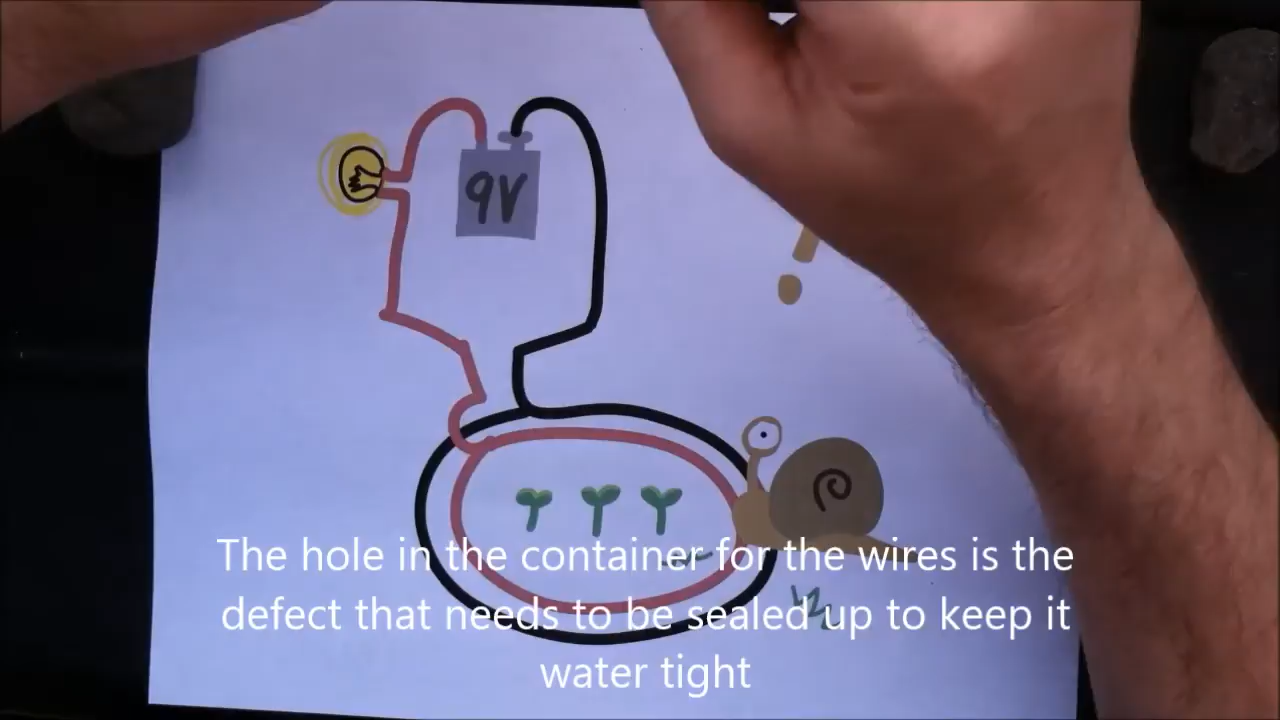 9V
The hole in the container for the wires is the
defect that needs to be sealed up to keep it
water tight